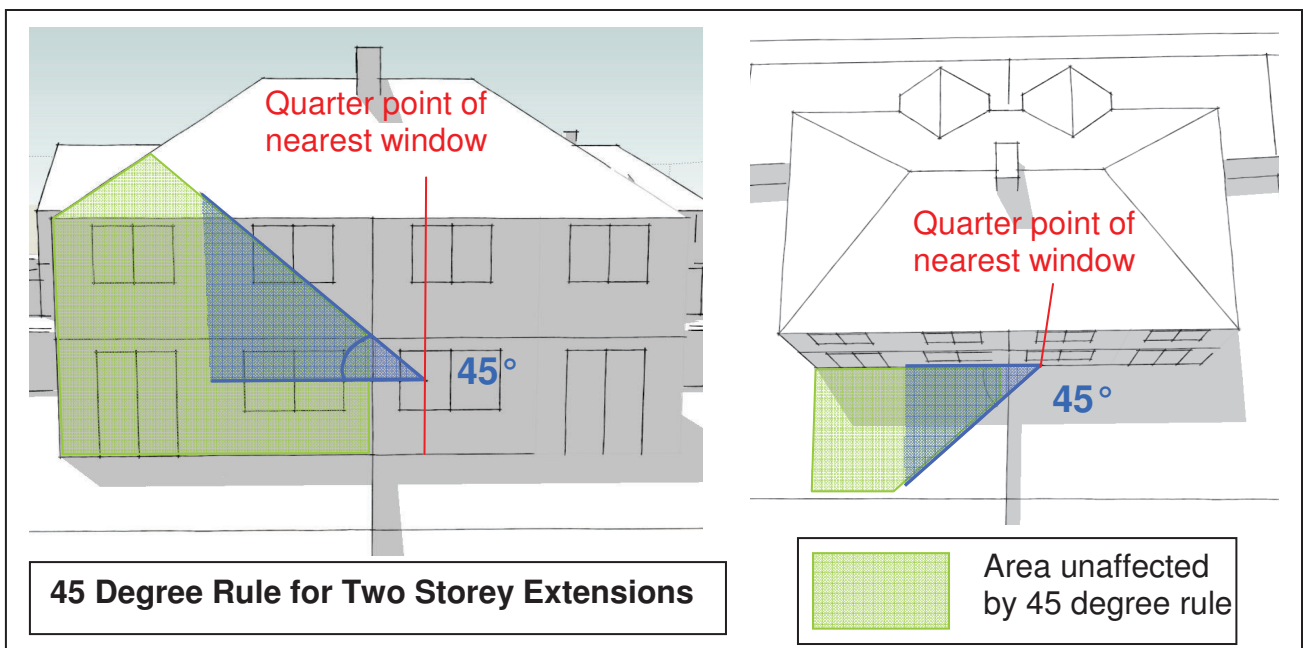 Quarter point of
nearest window
45°
45 Degree Rule for Two Storey Extensions
Quarter point of
nearest window
45°
Area unaffected
by 45 degree rule